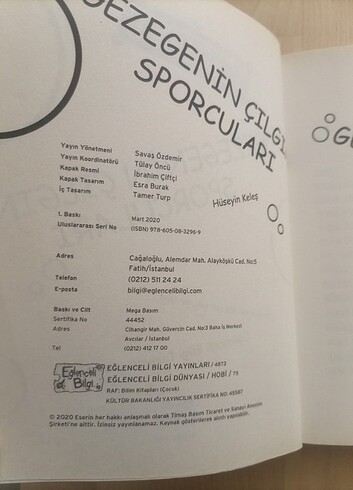 GEZEGENİN ÇILGI
SPORCULARI
Hüseyin Keleş
Yayın Yönetmeni Savaş Özdemir
Yayın Koordinatörü Tülay Öncü
Kapak Resmi İbrahim Çiftçi
Kapak Tasarım Esra Burak
İç Tasarım Tamer Turp
1. Baskı Mart 2020
Uluslararası Seri No (ISBN) 978-605-08-3296-9
Adres Cağaloğlu, Alemdar Mah. Alayköşkü Cad. No:5
Fatih/İstanbul
Telefon (0212) 511 24 24
E-posta bilgi@eglencelibilgi.com
Baskı ve Cilt Mega Basım
Sertifika No 44452
Adres Cihangir Mah. Güvercin Cad. No:3 Baha İş Merkezi
Avcılar / İstanbul
Tel (0212) 412 17 00
Eğlenceli
Bilgi
EĞLENCELİ BİLGİ YAYINLARI / 4873
EĞLENCELİ BİLGİ DÜNYASI / HOBİ / 75
RAF: Bilim Kitapları (Çocuk)
KÜLTÜR BAKANLIĞI YAYINCILIK SERTİFİKA NO: 45587
© 2020 Eserin her hakkı anlaşmalı olarak Timaş Basım Ticaret ve Sanayi Anonim
Şirketi'ne aittir. İzinsiz yayınlanamaz. Kaynak gösterilerek alıntı yapılabilir.